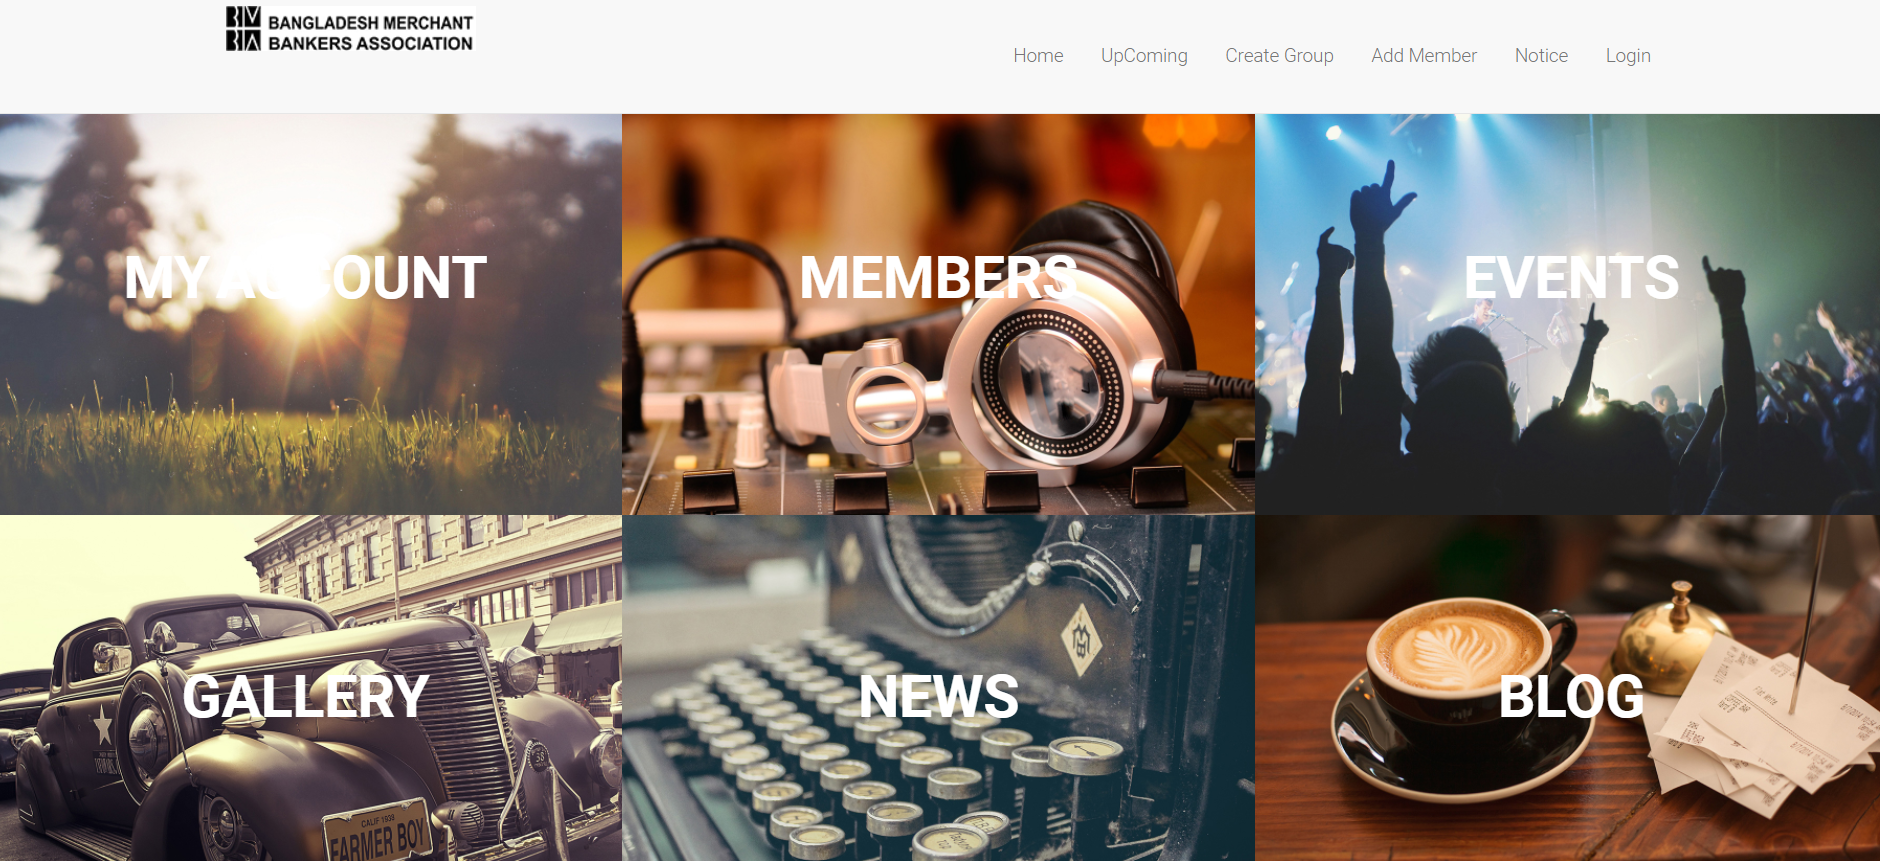 BANGLADESH MERCHANT
BANKERS ASSOCIATION
Home UpComing Create Group Add Member Notice Login
MY ACCOUNT
MEMBERS
EVENTS
GALLERY
NEWS
BLOG
CALIF 1938
FARMER BOY